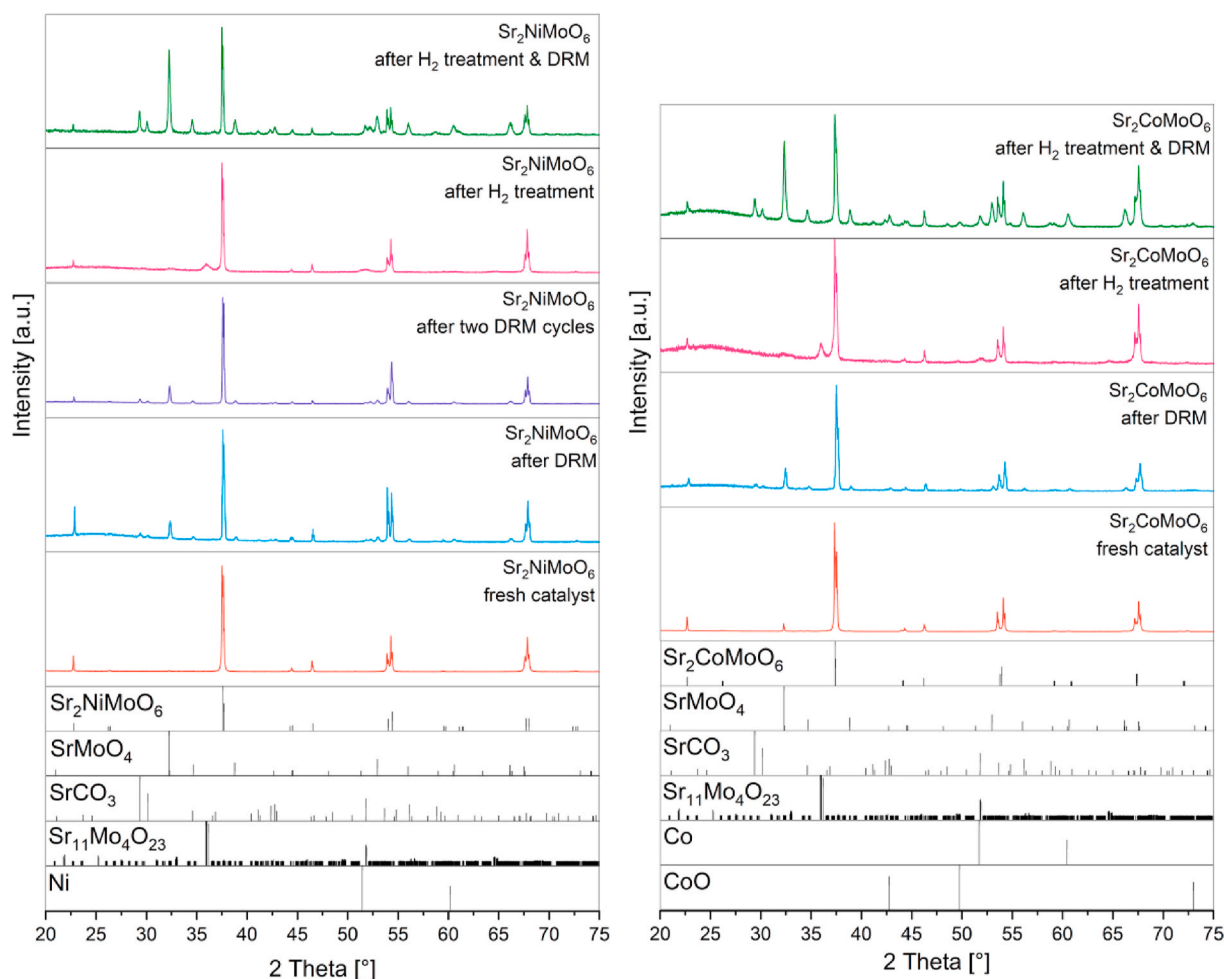 Sr₂NiMoO₆
after H₂ treatment & DRM
Sr₂NiMoO₆
after H₂ treatment
Sr₂NiMoO₆
after two DRM cycles
Sr₂NiMoO₆
after DRM
Sr₂NiMoO₆
fresh catalyst
Sr₂NiMoO₆
SrMoO₄
SrCO₃
Sr₁₁Mo₄O₂₃
Ni
Intensity [a.u.]
20 25 30 35 40 45 50 55 60 65 70 75
2 Theta [°]
Sr₂CoMoO₆
after H₂ treatment & DRM
Sr₂CoMoO₆
after H₂ treatment
Sr₂CoMoO₆
after DRM
Sr₂CoMoO₆
fresh catalyst
Sr₂CoMoO₆
SrMoO₄
SrCO₃
Sr₁₁Mo₄O₂₃
Co
CoO
Intensity [a.u.]
20 25 30 35 40 45 50 55 60 65 70 75
2 Theta [°]